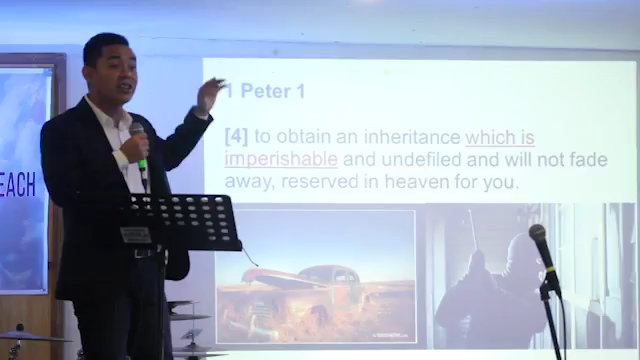 1 Peter 1
[4] to obtain an inheritance which is
imperishable and undefiled and will not fade
away, reserved in heaven for you.
EACH